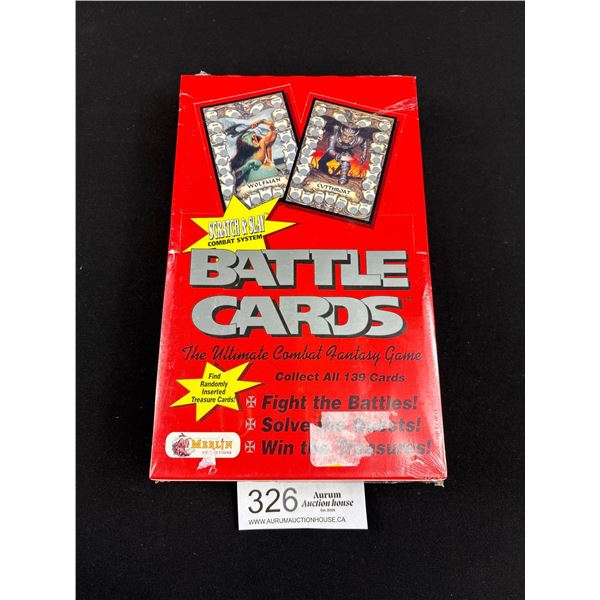 WOLFMAN
CUTTHROAT
SCRATCH & SLAY
COMBAT SYSTEM
BATTLE
CARDS
The Ultimate Combat Fantasy Game
Collect All 139 Cards
Find
Randomly
Inserted
Treasure Cards!
Fight the Battles!
Solve the Quests!
Win the Treasures!
MERLIN
COLLECTIONS
326
Aurum
Auction house
WWW.AURUMAUCTIONHOUSE.CA